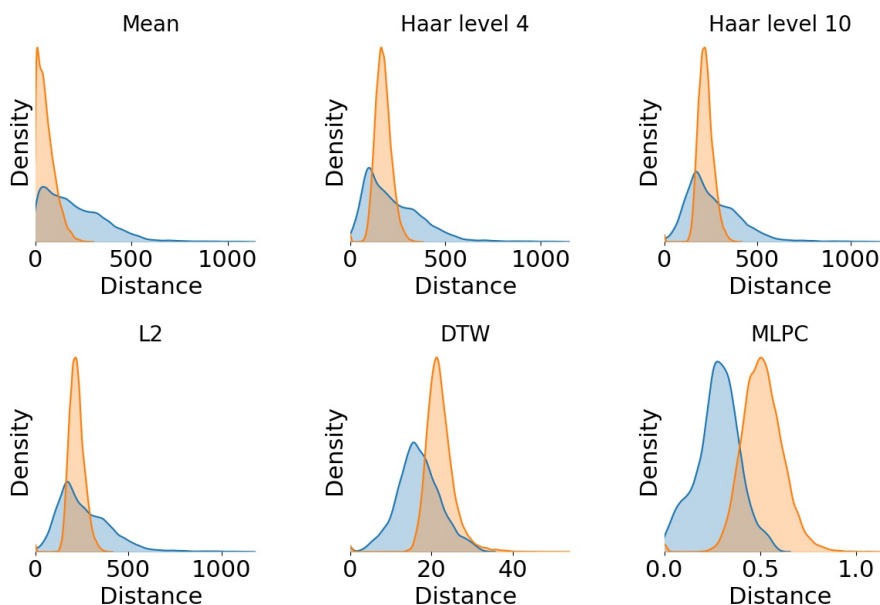 Mean
Haar level 4
Haar level 10
Density
Density
Density
0 500 1000
0 500 1000
0 500 1000
Distance
Distance
Distance
L2
DTW
MLPC
Density
Density
Density
0 500 1000
0 20 40
0.0 0.5 1.0
Distance
Distance
Distance